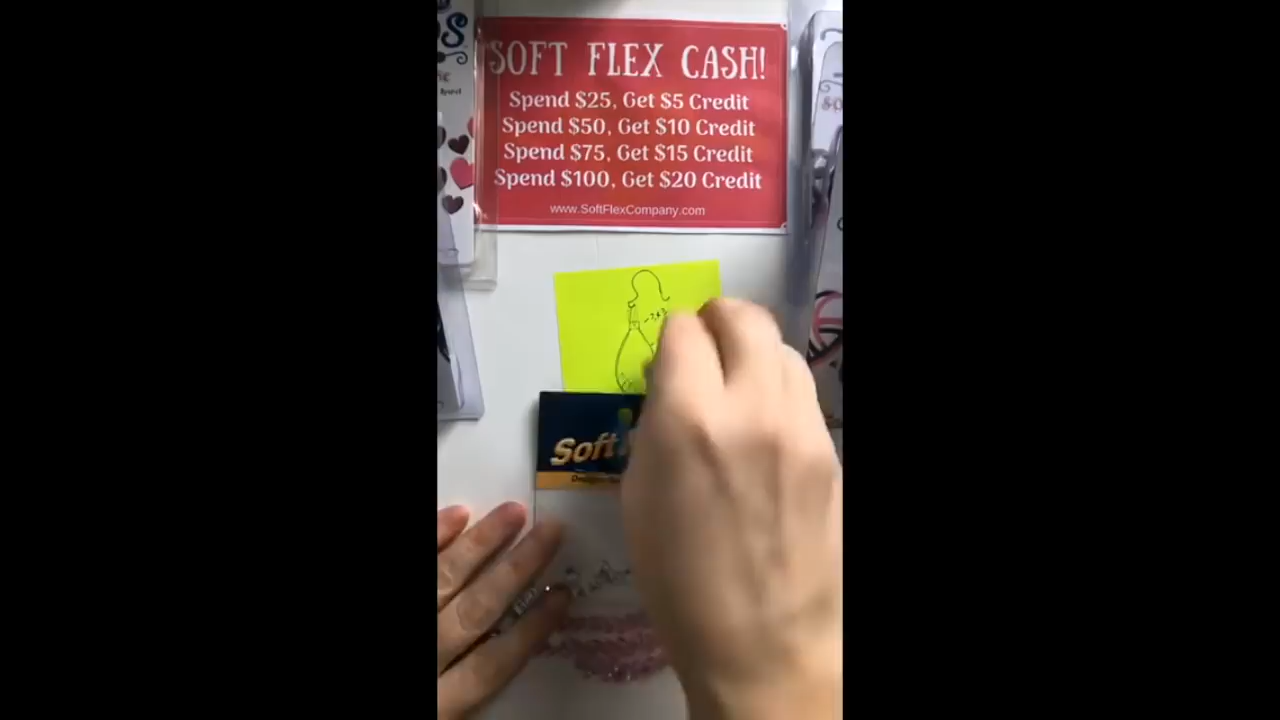 SOFT FLEX CASH!
Spend $25, Get $5 Credit
Spend $50, Get $10 Credit
Spend $75, Get $15 Credit
Spend $100, Get $20 Credit
www.SoftFlexCompany.com
Soft